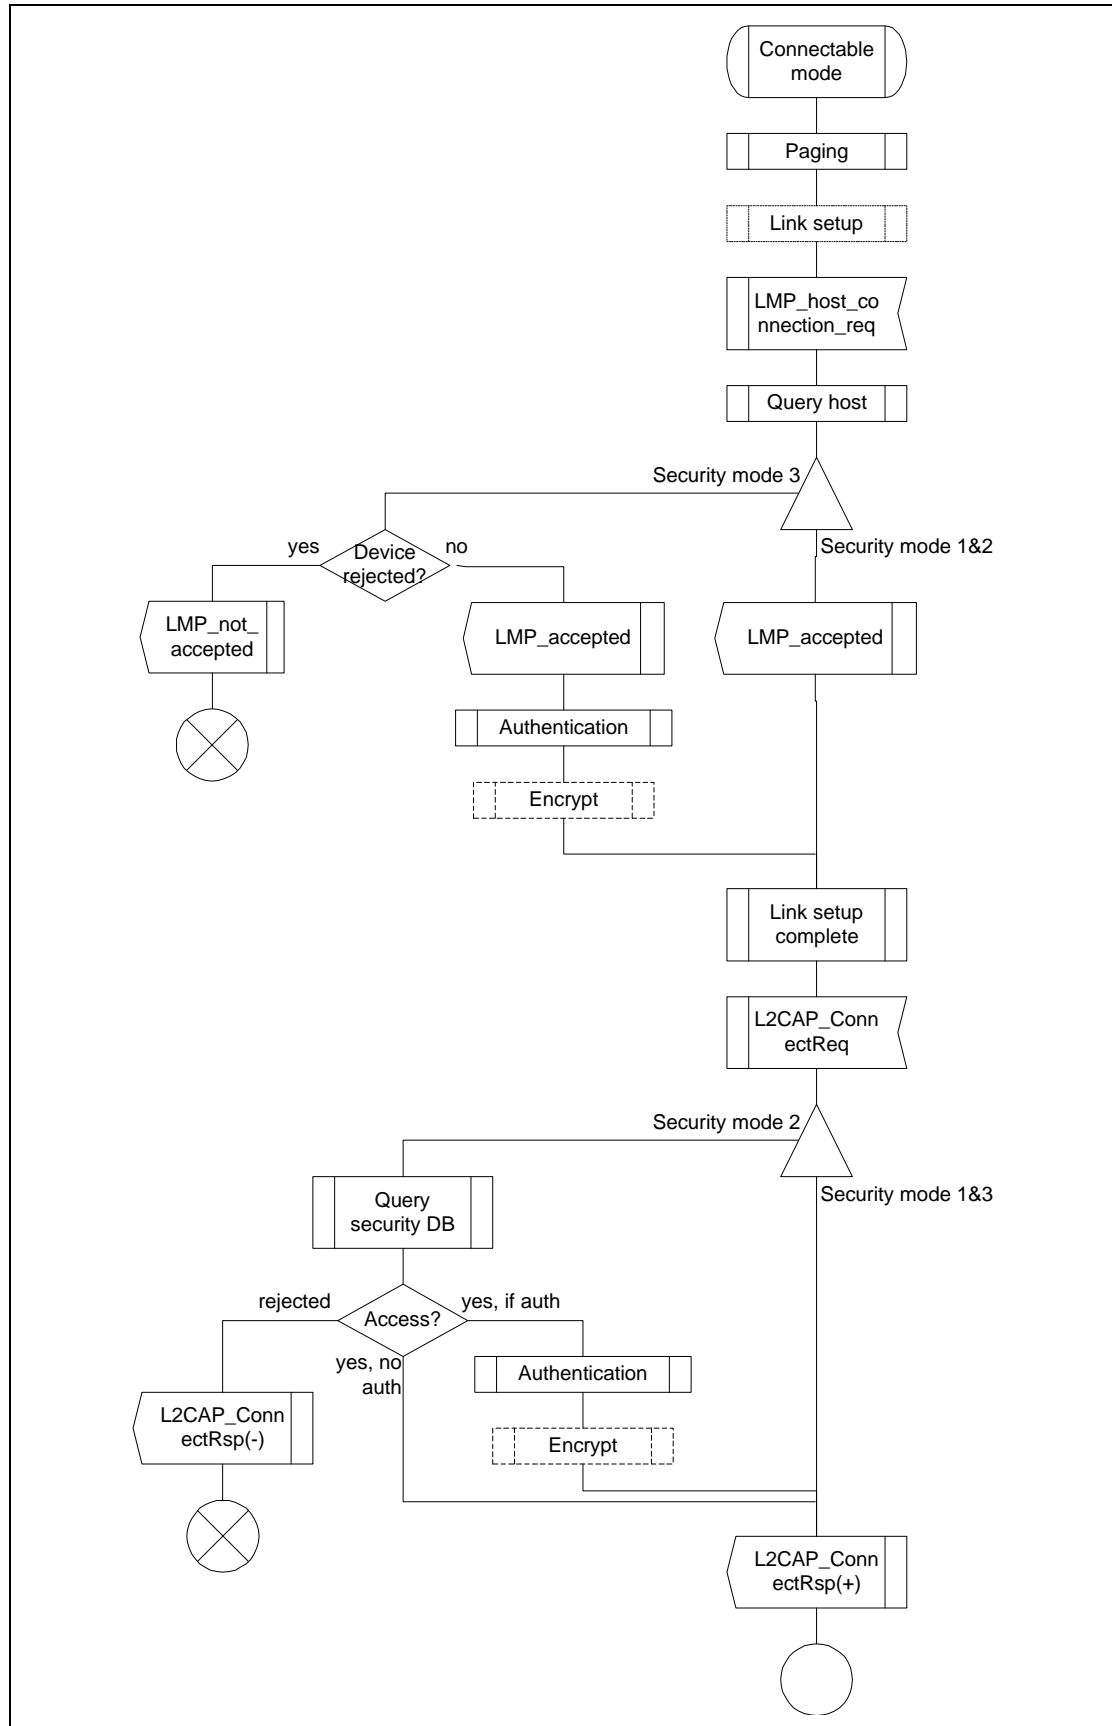 Connectable
mode
Paging
Link setup
LMP_host_co
nnection_req
Query host
Security mode 3
Security mode 1&2
yes
Device
rejected?
no
LMP_not_
accepted
LMP_accepted
LMP_accepted
Authentication
Encrypt
Link setup
complete
L2CAP_Conn
ectReq
Security mode 2
Security mode 1&3
Query
security DB
rejected
Access?
yes, if auth
yes, no
auth
Authentication
L2CAP_Conn
ectRsp(-)
Encrypt
L2CAP_Conn
ectRsp(+)